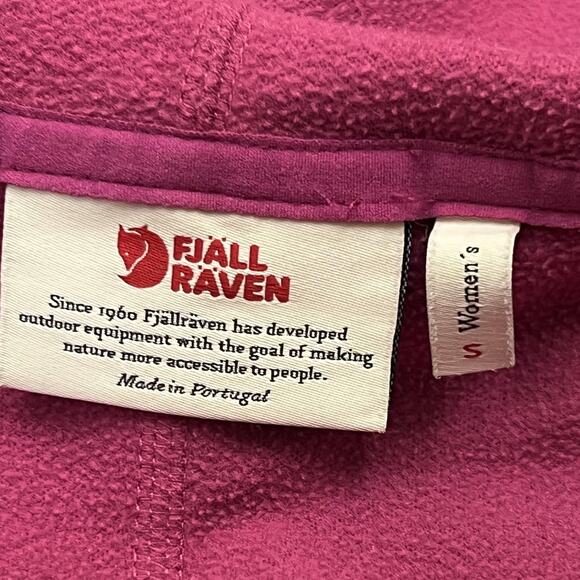 FJÄLL
RÄVEN
Since 1960 Fjällräven has developed
outdoor equipment with the goal of making
nature more accessible to people.
Made in Portugal
Women´s
S